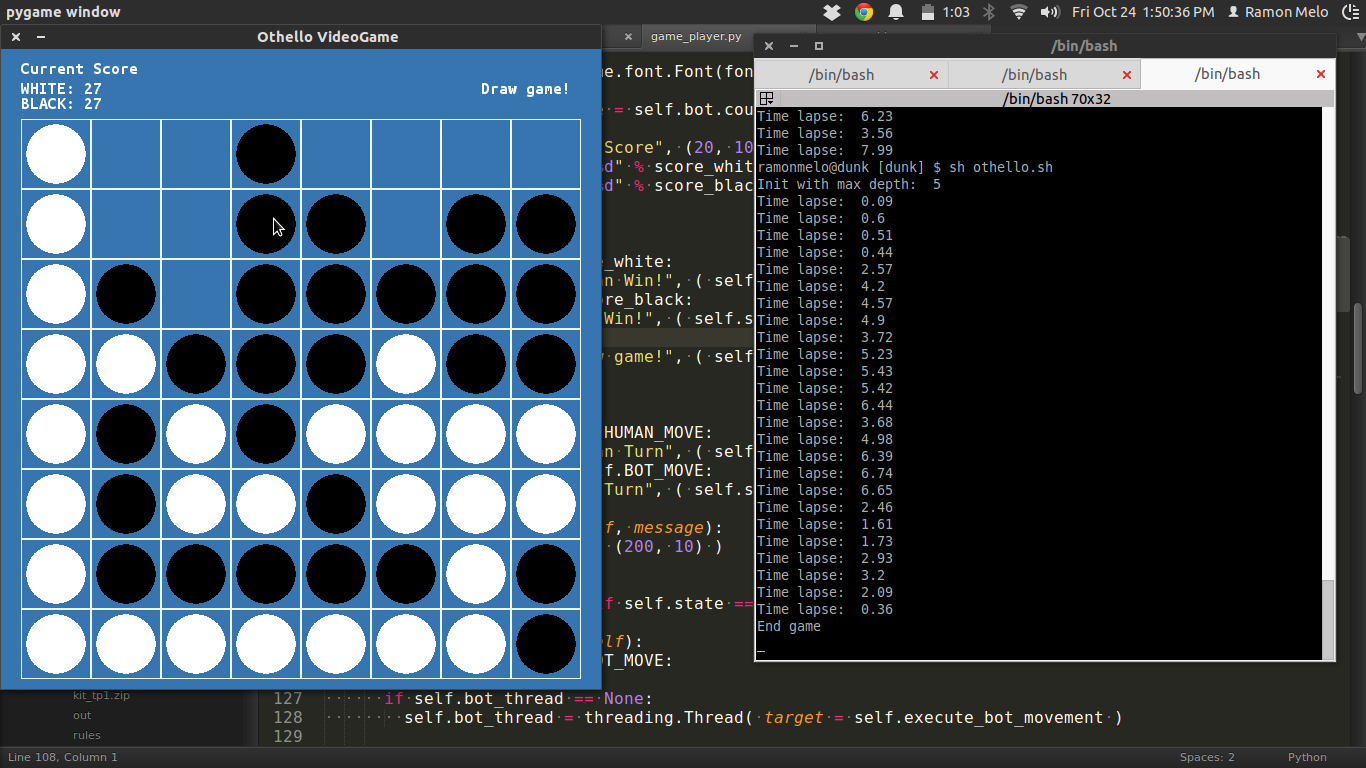 pygame window
1:03
Fri Oct 24 1:50:36 PM
Ramon Melo
Othello VideoGame
Current Score
WHITE: 27
BLACK: 27
Draw game!
game_player.py
e.font.Font(fon
= self.bot.cou
Score", (20, 10
d" % score_whit
d" % score_blac
_white:
n Win!", ( self
re_black:
Win!", ( self.s
game!", ( self
HUMAN_MOVE:
n Turn", ( self
f.BOT_MOVE:
Turn", ( self.s
f, message):
(200, 10) )
f self.state ==
lf):
OT_MOVE:
127 if self.bot_thread == None:
128 self.bot_thread = threading.Thread( target = self.execute_bot_movement )
129
kit_tp1.zip
out
rules
Line 108, Column 1
Spaces: 2
Python
/bin/bash
/bin/bash
/bin/bash
/bin/bash
/bin/bash 70x32
Time lapse:  6.23
Time lapse:  3.56
Time lapse:  7.99
ramonmelo@dunk [dunk] $ sh othello.sh
Init with max depth:  5
Time lapse:  0.09
Time lapse:  0.6
Time lapse:  0.51
Time lapse:  0.44
Time lapse:  2.57
Time lapse:  4.2
Time lapse:  4.57
Time lapse:  4.9
Time lapse:  3.72
Time lapse:  5.23
Time lapse:  5.43
Time lapse:  5.42
Time lapse:  6.44
Time lapse:  3.68
Time lapse:  4.98
Time lapse:  6.39
Time lapse:  6.74
Time lapse:  6.65
Time lapse:  2.46
Time lapse:  1.61
Time lapse:  1.73
Time lapse:  2.93
Time lapse:  3.2
Time lapse:  2.09
Time lapse:  0.36
End game
_